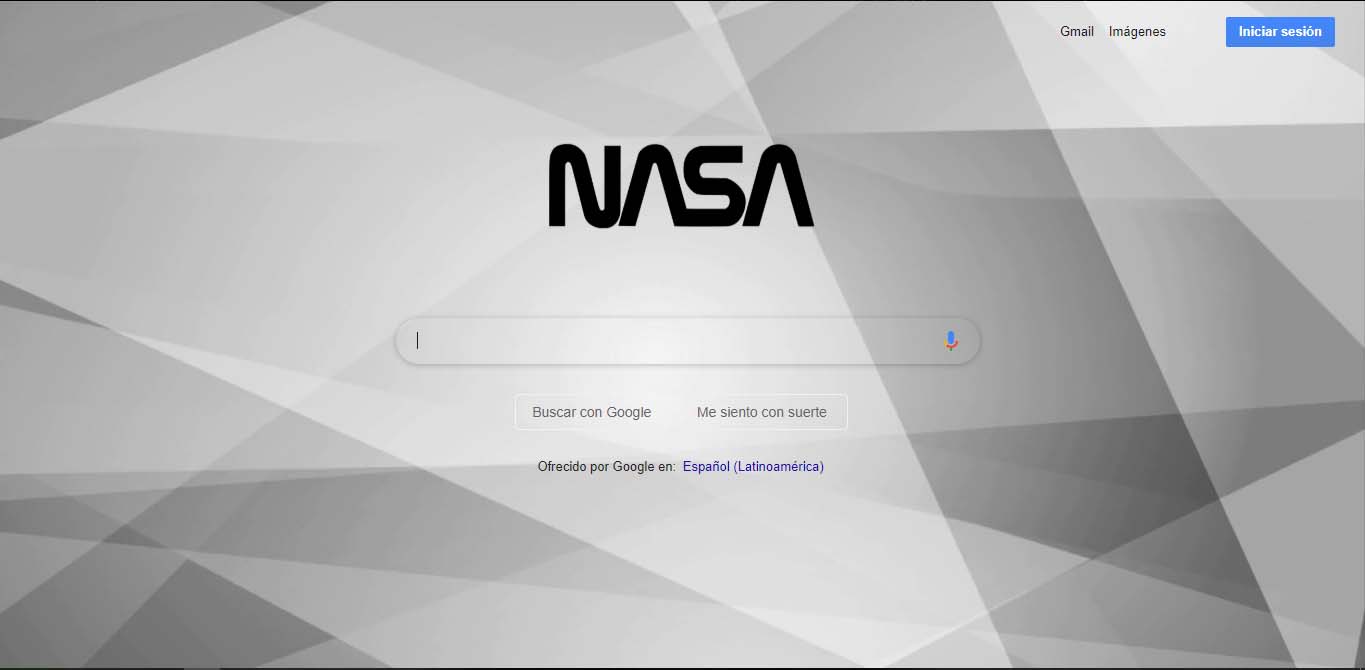 Gmail Imágenes Iniciar sesión
NASA
Buscar con Google Me siento con suerte
Ofrecido por Google en: Español (Latinoamérica)